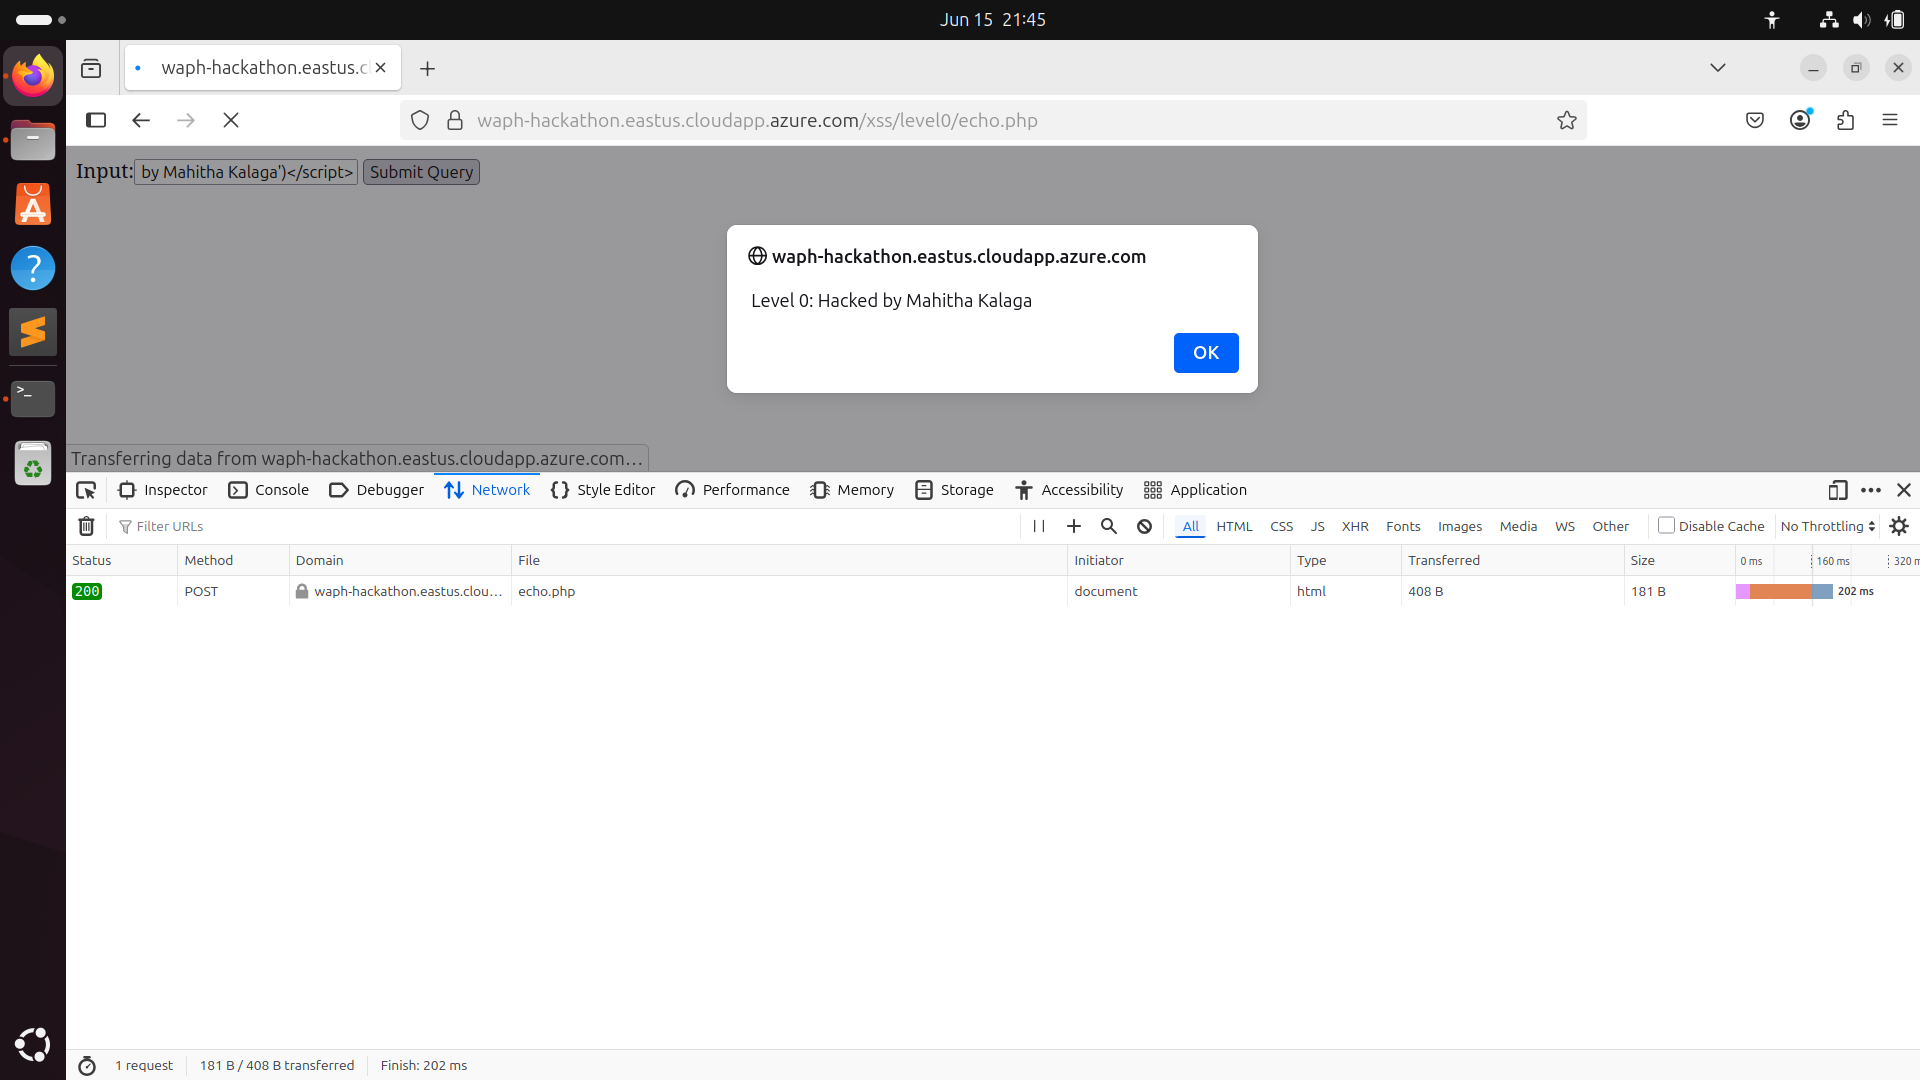 Jun 15 21:45
waph-hackathon.eastus.c
waph-hackathon.eastus.cloudapp.azure.com/xss/level0/echo.php
Input: by Mahitha Kalaga')</script> Submit Query
waph-hackathon.eastus.cloudapp.azure.com
Level 0: Hacked by Mahitha Kalaga
OK
Transferring data from waph-hackathon.eastus.cloudapp.azure.com…
Inspector Console Debugger Network Style Editor Performance Memory Storage Accessibility Application
Filter URLs All HTML CSS JS XHR Fonts Images Media WS Other Disable Cache No Throttling
Status Method Domain File Initiator Type Transferred Size 0 ms 160 ms 320 m
200 POST waph-hackathon.eastus.clou… echo.php document html 408 B 181 B 202 ms
1 request 181 B / 408 B transferred Finish: 202 ms